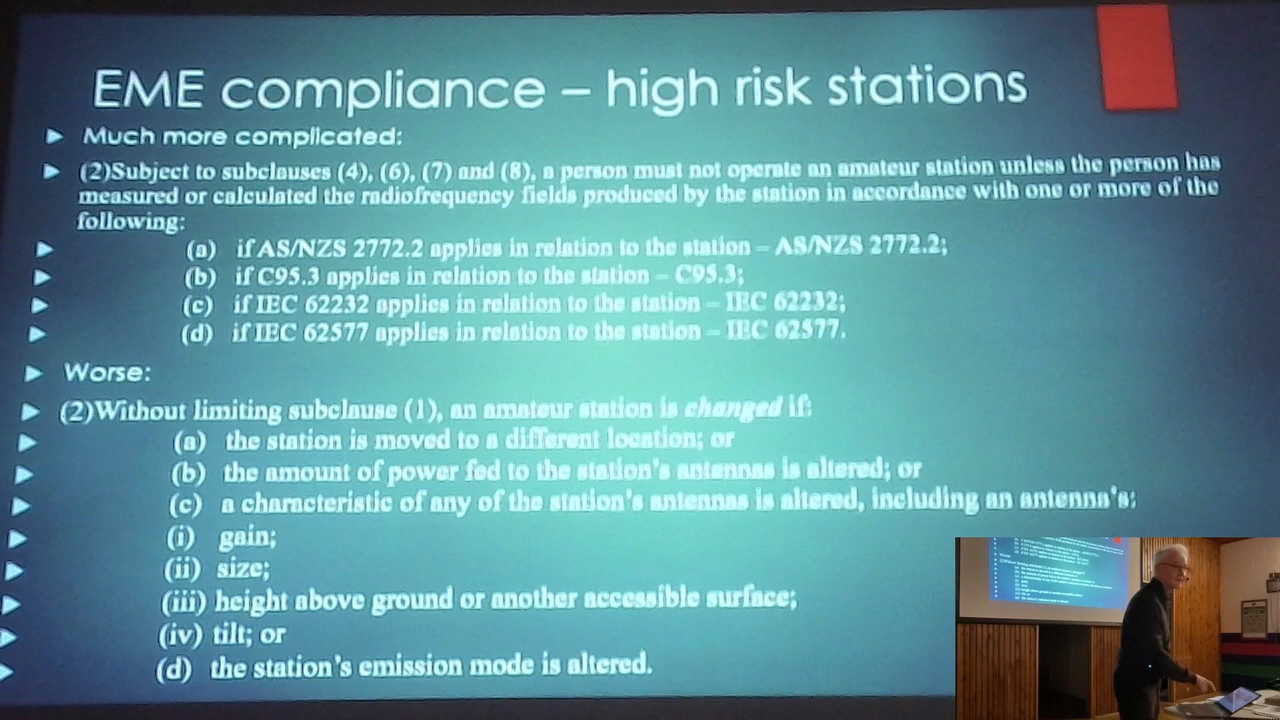 EME compliance – high risk stations
Much more complicated:
(2)Subject to subclauses (4), (6), (7) and (8), a person must not operate an amateur station unless the person has
measured or calculated the radiofrequency fields produced by the station in accordance with one or more of the
following:
(a) if AS/NZS 2772.2 applies in relation to the station – AS/NZS 2772.2;
(b) if C95.3 applies in relation to the station – C95.3;
(c) if IEC 62232 applies in relation to the station – IEC 62232;
(d) if IEC 62577 applies in relation to the station – IEC 62577.
Worse:
(2)Without limiting subclause (1), an amateur station is changed if:
(a) the station is moved to a different location; or
(b) the amount of power fed to the station's antennas is altered; or
(c) a characteristic of any of the station's antennas is altered, including an antenna's:
(i) gain;
(ii) size;
(iii) height above ground or another accessible surface;
(iv) tilt; or
(d) the station's emission mode is altered.